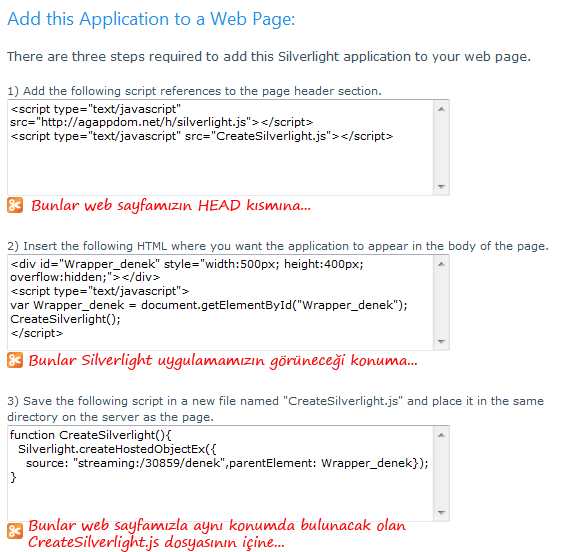 Add this Application to a Web Page:
There are three steps required to add this Silverlight application to your web page.
1) Add the following script references to the page header section.
<script type="text/javascript"
src="http://agappdom.net/h/silverlight.js"></script>
<script type="text/javascript" src="CreateSilverlight.js"></script>
Bunlar web sayfamızın HEAD kısmına...
2) Insert the following HTML where you want the application to appear in the body of the page.
<div id="Wrapper_denek" style="width:500px; height:400px;
overflow:hidden;"></div>
<script type="text/javascript">
var Wrapper_denek = document.getElementById("Wrapper_denek");
CreateSilverlight();
</script>
Bunlar Silverlight uygulamamızın görüneceği konuma...
3) Save the following script in a new file named "CreateSilverlight.js" and place it in the same
directory on the server as the page.
function CreateSilverlight(){
Silverlight.createHostedObjectEx({
source: "streaming:/30859/denek",parentElement: Wrapper_denek});
}
Bunlar web sayfamızla aynı konumda bulunacak olan
CreateSilverlight.js dosyasının içine...